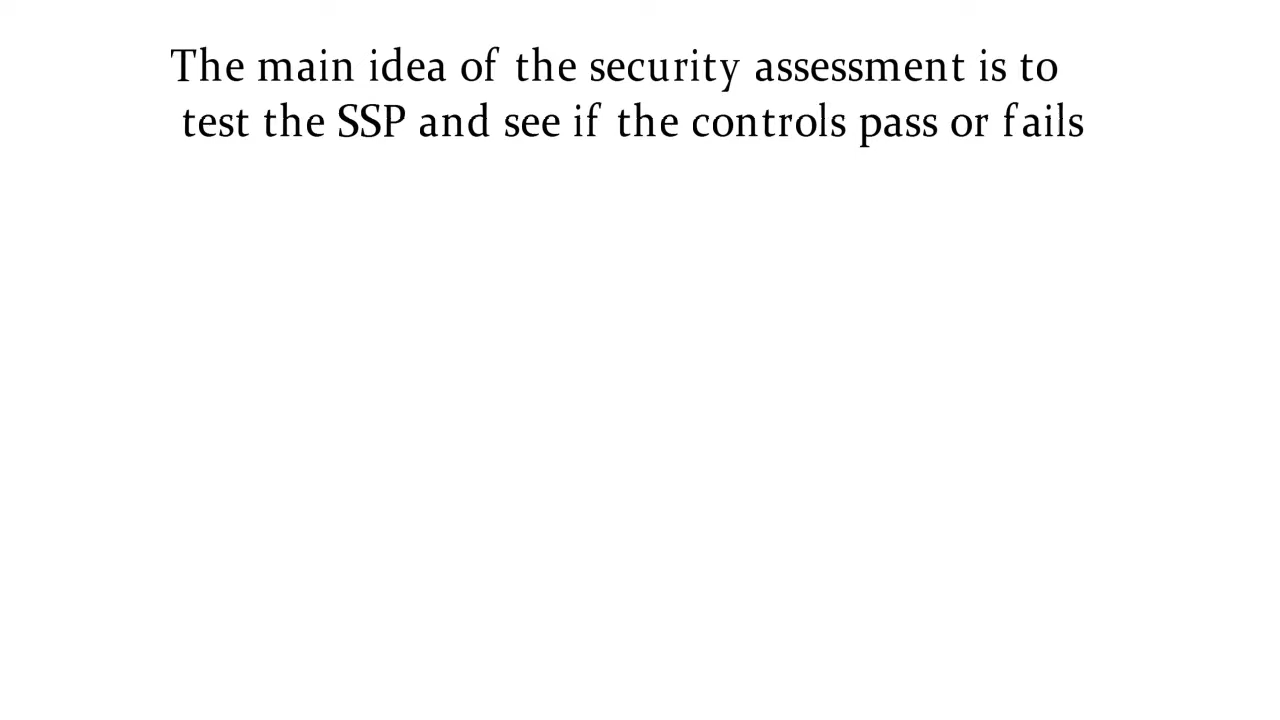 The main idea of the security assessment is to
test the SSP and see if the controls pass or fails